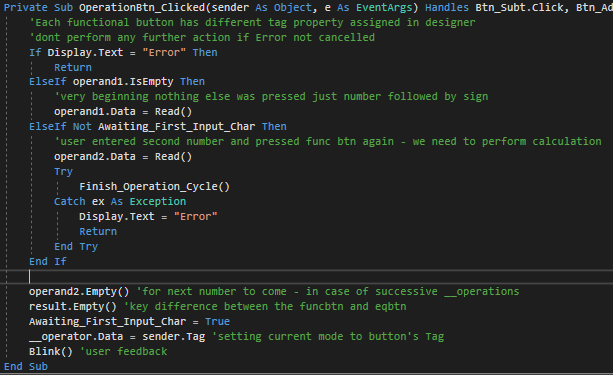 Private Sub OperationBtn_Clicked(sender As Object, e As EventArgs) Handles Btn_Subt.Click, Btn_Ad
'Each functional button has different tag property assigned in designer
'dont perform any further action if Error not cancelled
If Display.Text = "Error" Then
Return
ElseIf operand1.IsEmpty Then
'very beginning nothing else was pressed just number followed by sign
operand1.Data = Read()
ElseIf Not Awaiting_First_Input_Char Then
'user entered second number and pressed func btn again - we need to perform calculation
operand2.Data = Read()
Try
Finish_Operation_Cycle()
Catch ex As Exception
Display.Text = "Error"
Return
End Try
End If
operand2.Empty() 'for next number to come - in case of successive __operations
result.Empty() 'key difference between the funcbtn and eqbtn
Awaiting_First_Input_Char = True
__operator.Data = sender.Tag 'setting current mode to button's Tag
Blink() 'user feedback
End Sub